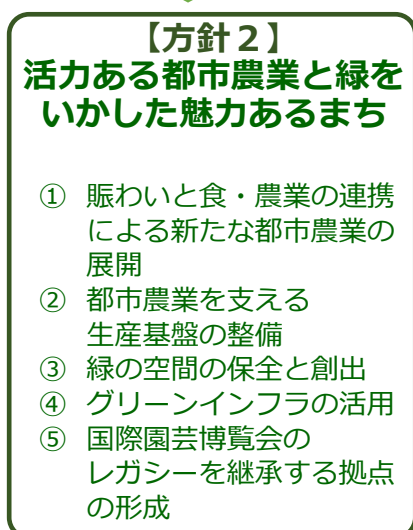 【方針２】
活力ある都市農業と緑を
いかした魅力あるまち
① 賑わいと食・農業の連携
による新たな都市農業の
展開
② 都市農業を支える
生産基盤の整備
③ 緑の空間の保全と創出
④ グリーンインフラの活用
⑤ 国際園芸博覧会の
レガシーを継承する拠点
の形成